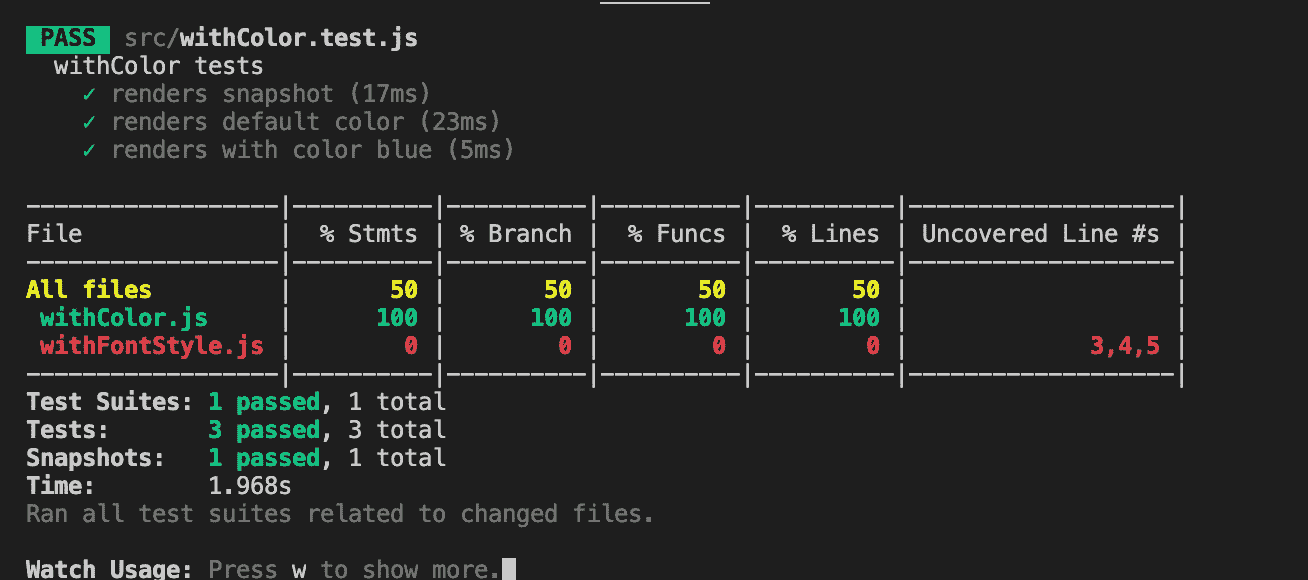 PASS src/withColor.test.js
withColor tests
✓ renders snapshot (17ms)
✓ renders default color (23ms)
✓ renders with color blue (5ms)
------------------|----------|----------|----------|----------|-------------------|
File | % Stmts | % Branch | % Funcs | % Lines | Uncovered Line #s |
------------------|----------|----------|----------|----------|-------------------|
All files | 50 | 50 | 50 | 50 | |
withColor.js | 100 | 100 | 100 | 100 | |
withFontStyle.js | 0 | 0 | 0 | 0 | 3,4,5 |
------------------|----------|----------|----------|----------|-------------------|
Test Suites: 1 passed, 1 total
Tests: 3 passed, 3 total
Snapshots: 1 passed, 1 total
Time: 1.968s
Ran all test suites related to changed files.
Watch Usage: Press w to show more.